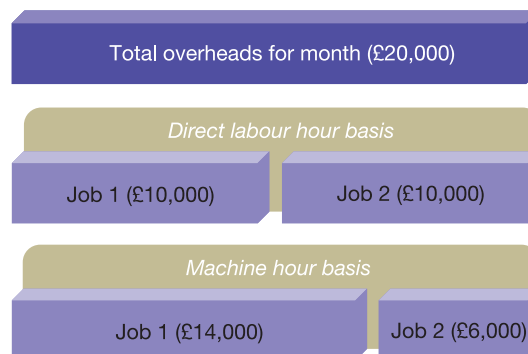 Total overheads for month (£20,000)
Direct labour hour basis
Job 1 (£10,000)
Job 2 (£10,000)
Machine hour basis
Job 1 (£14,000)
Job 2 (£6,000)